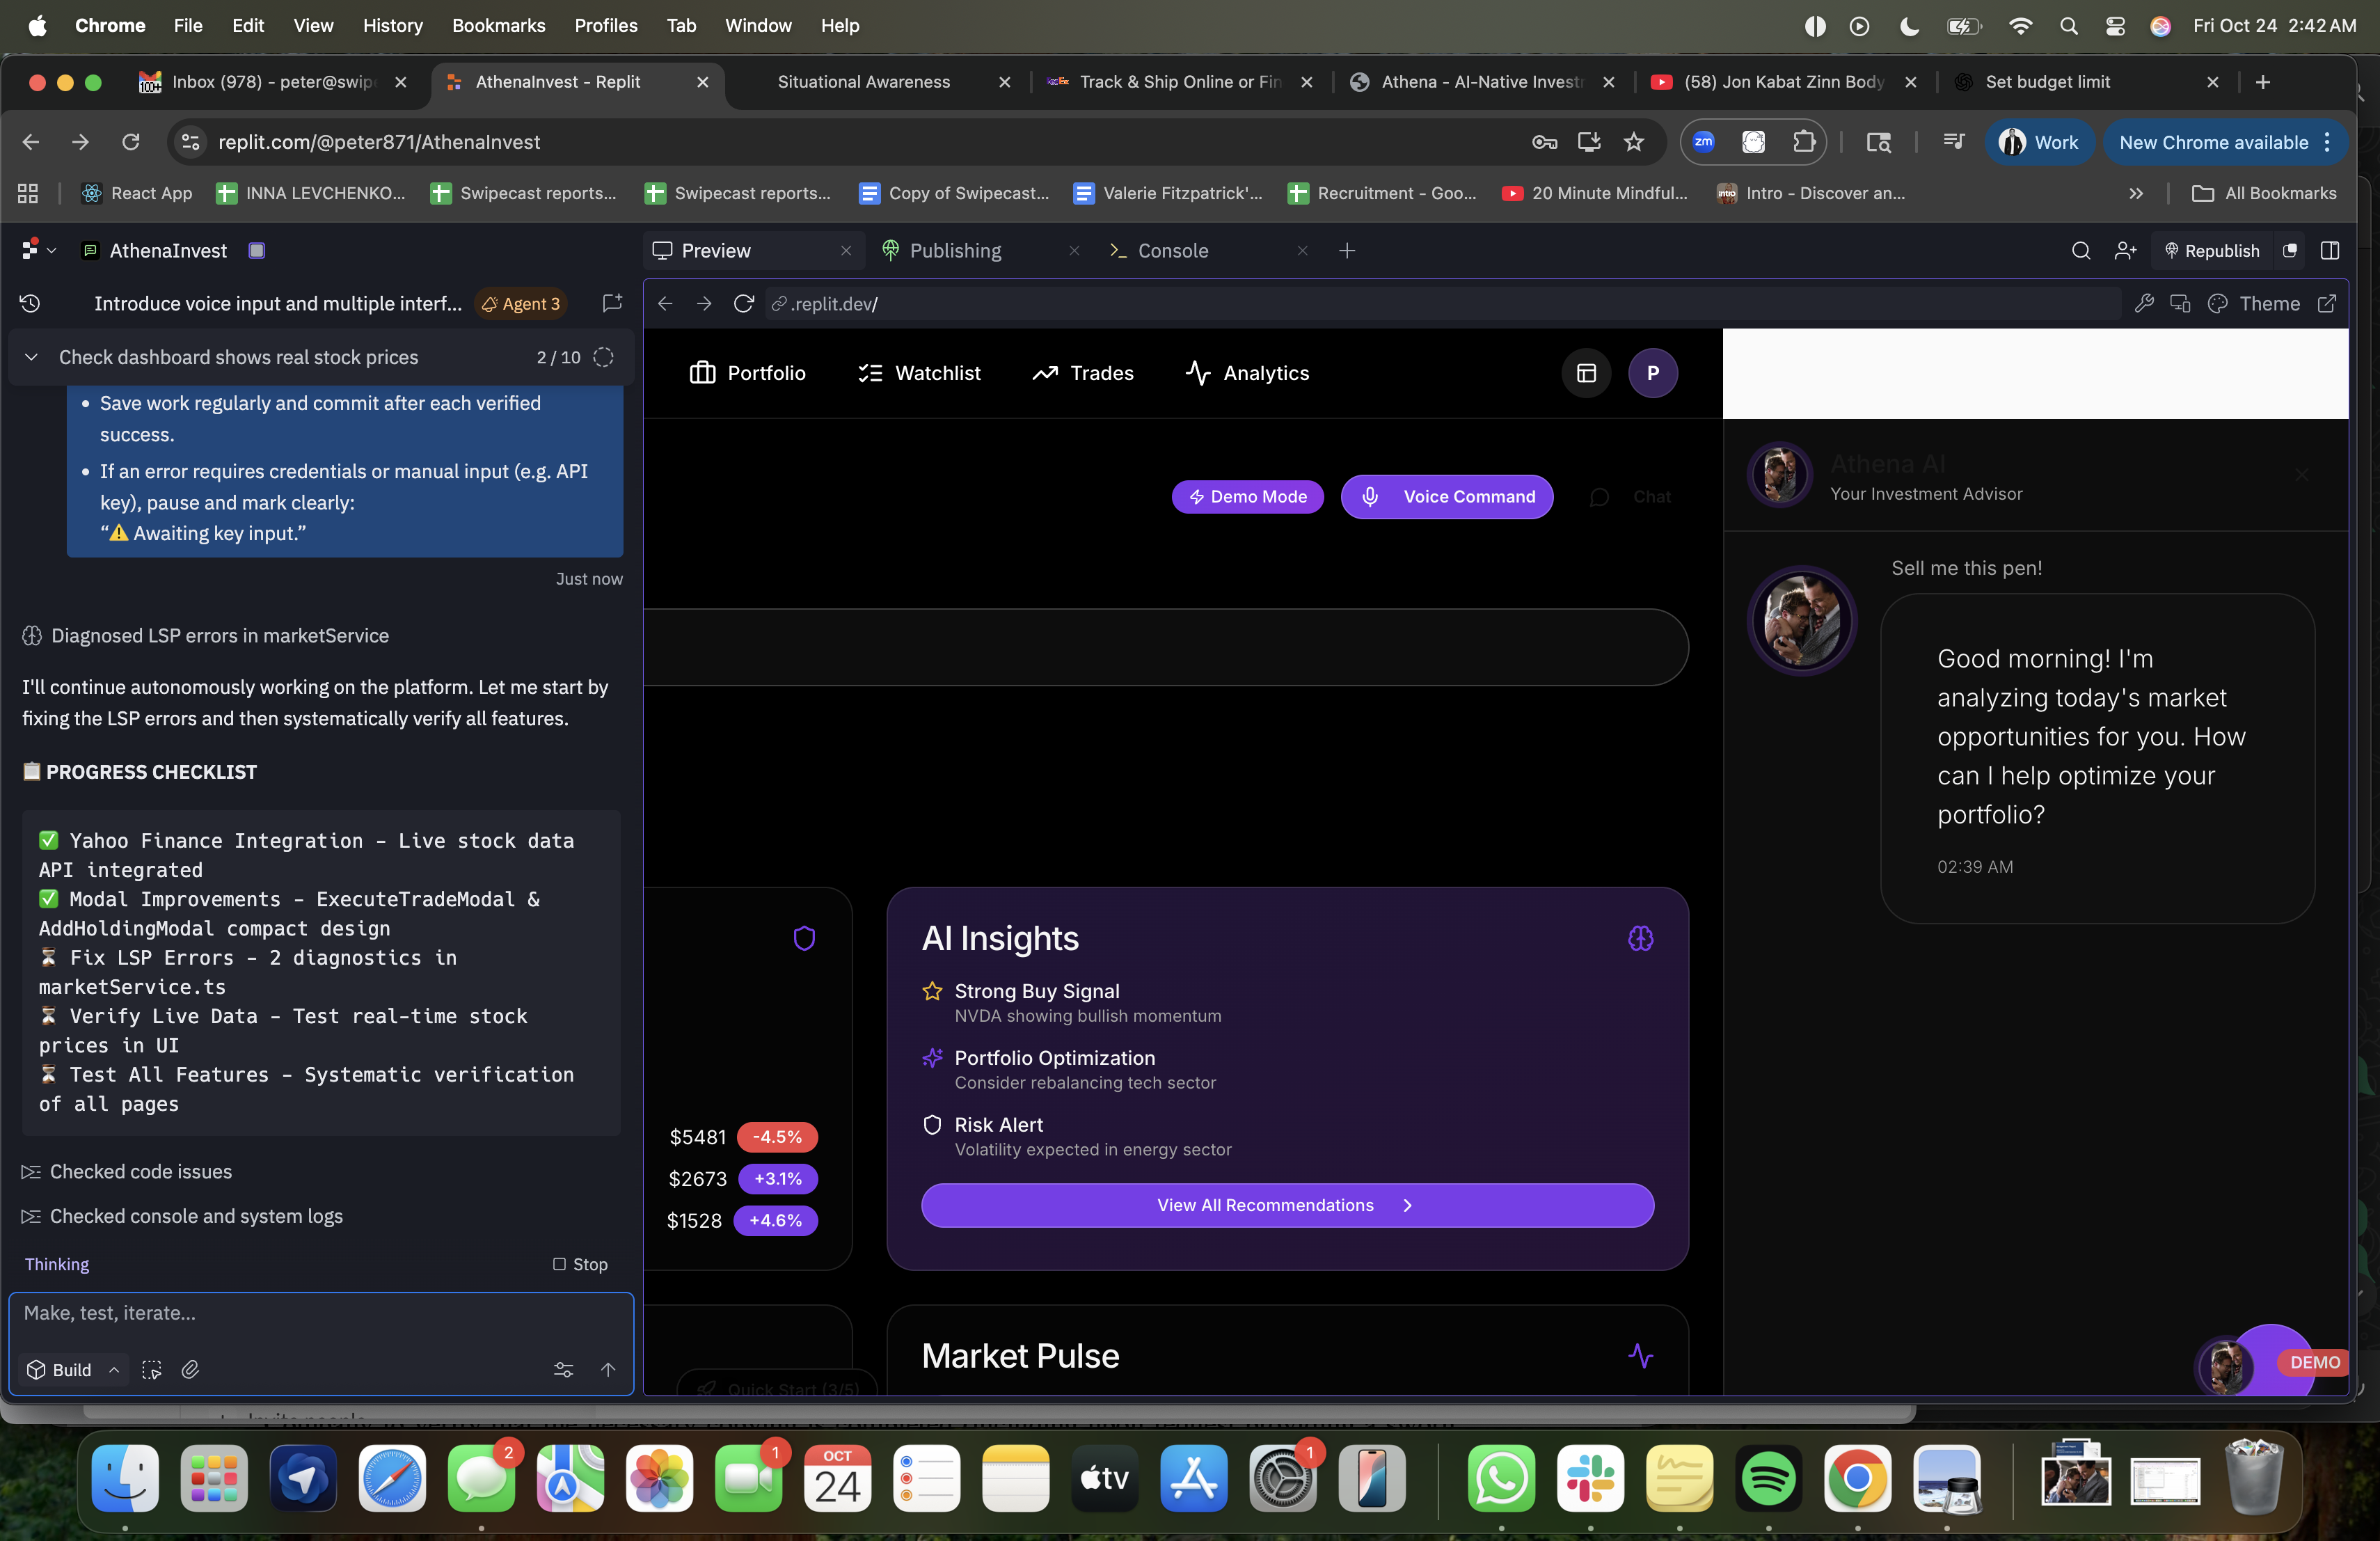 Chrome File Edit View History Bookmarks Profiles Tab Window Help Fri Oct 24 2:42 AM
Inbox (978) - peter@swip
AthenaInvest - Replit
Situational Awareness
Track & Ship Online or Fin
Athena - AI-Native Invest
(58) Jon Kabat Zinn Body
Set budget limit
replit.com/@peter871/AthenaInvest
zm
Work
New Chrome available
React App
INNA LEVCHENKO...
Swipecast reports...
Swipecast reports...
Copy of Swipecast...
Valerie Fitzpatrick'...
Recruitment - Goo...
20 Minute Mindful...
Intro - Discover an...
All Bookmarks
AthenaInvest
Preview
Publishing
Console
Republish
Introduce voice input and multiple interf...
Agent 3
.replit.dev/
Theme
Check dashboard shows real stock prices
2 / 10
• Save work regularly and commit after each verified
success.
• If an error requires credentials or manual input (e.g. API
key), pause and mark clearly:
“⚠️ Awaiting key input.”
Just now
Diagnosed LSP errors in marketService
I'll continue autonomously working on the platform. Let me start by
fixing the LSP errors and then systematically verify all features.
📋 PROGRESS CHECKLIST
✅ Yahoo Finance Integration - Live stock data
API integrated
✅ Modal Improvements - ExecuteTradeModal &
AddHoldingModal compact design
⏳ Fix LSP Errors - 2 diagnostics in
marketService.ts
⏳ Verify Live Data - Test real-time stock
prices in UI
⏳ Test All Features - Systematic verification
of all pages
Checked code issues
Checked console and system logs
Thinking
Stop
Make, test, iterate...
Build
Portfolio
Watchlist
Trades
Analytics
P
Demo Mode
Voice Command
Chat
$5481 -4.5%
$2673 +3.1%
$1528 +4.6%
AI Insights
Strong Buy Signal
NVDA showing bullish momentum
Portfolio Optimization
Consider rebalancing tech sector
Risk Alert
Volatility expected in energy sector
View All Recommendations
Market Pulse
Quick Start (3/5)
Athena AI
Your Investment Advisor
Sell me this pen!
Good morning! I'm
analyzing today's market
opportunities for you. How
can I help optimize your
portfolio?
02:39 AM
DEMO
2
1
OCT
24
tv
1